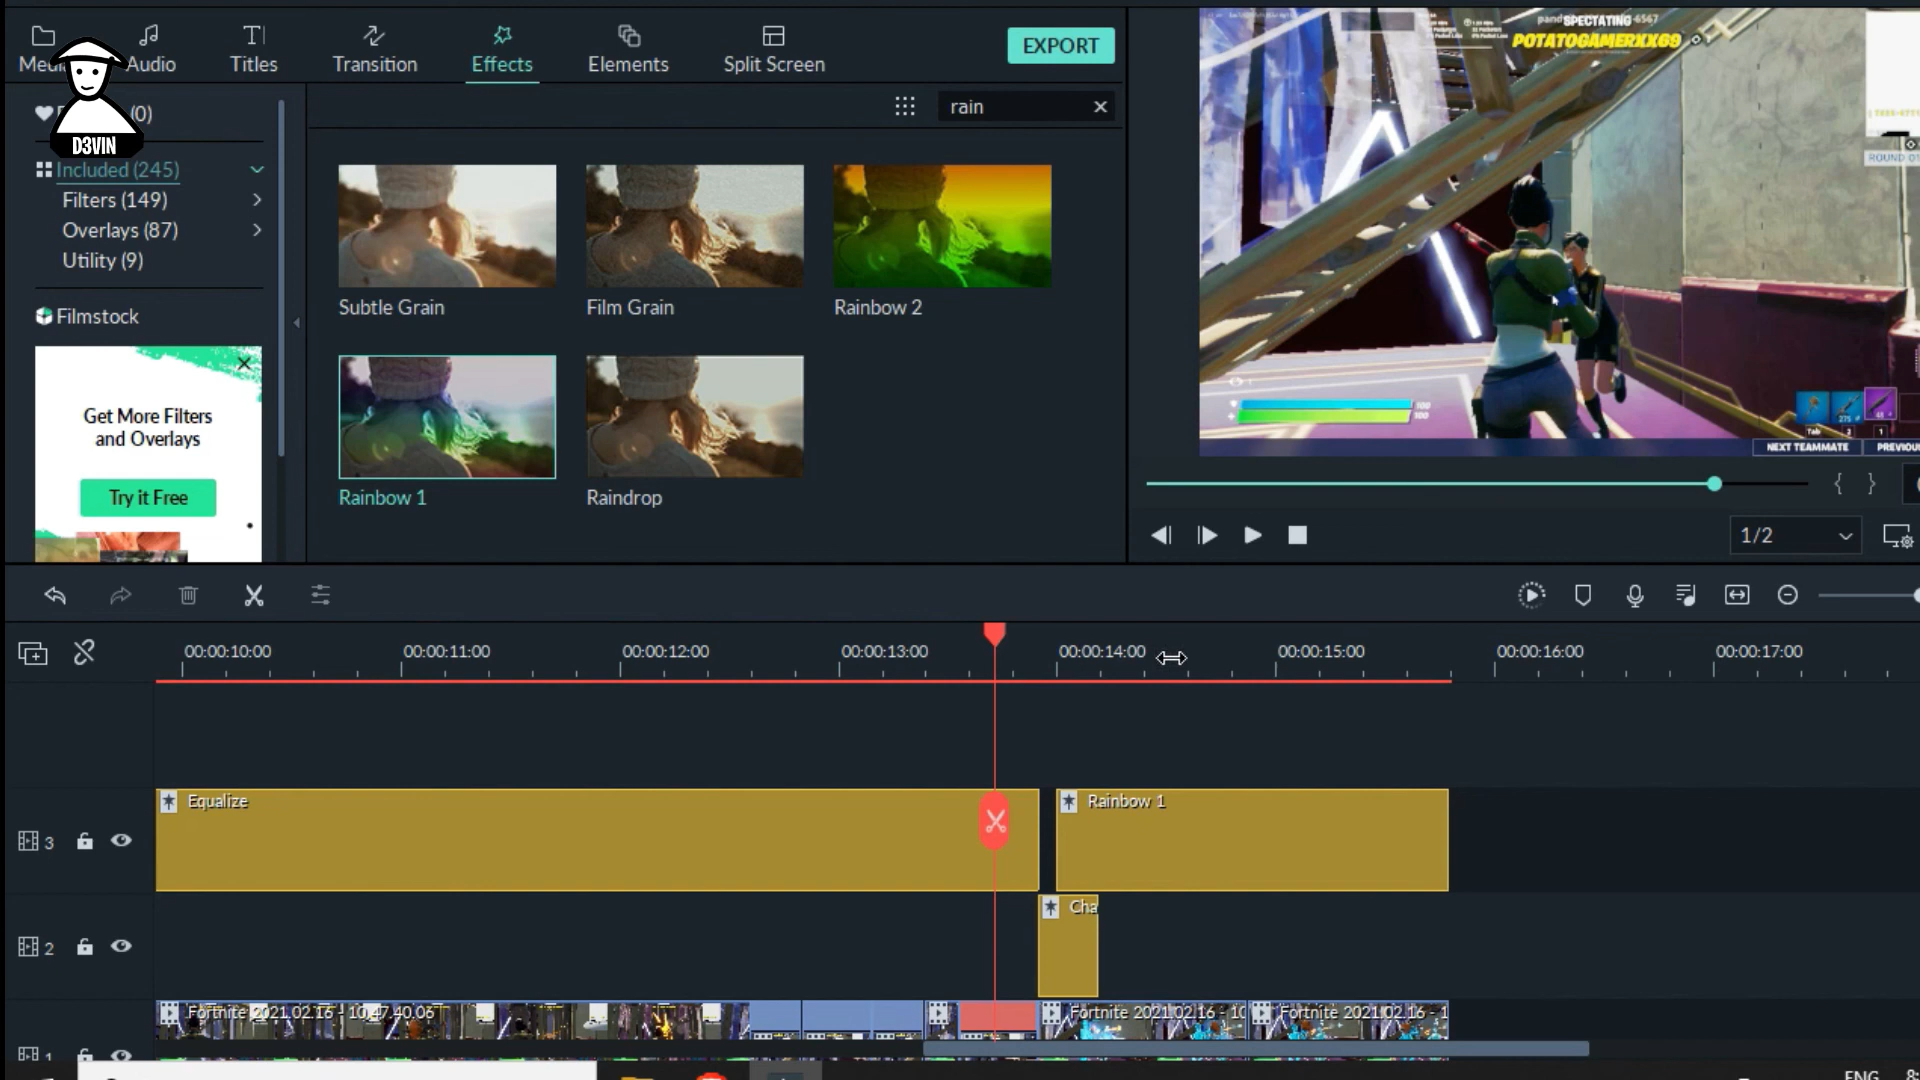 Audio
Titles
Transition
Effects
Elements
Split Screen
EXPORT
(0)
D3VIN
Included (245)
Filters (149)
Overlays (87)
Utility (9)
Filmstock
Get More Filters
and Overlays
Try it Free
rain
Subtle Grain
Film Grain
Rainbow 2
Rainbow 1
Raindrop
SPECTATING
POTATOGAMERXX69
100
100
NEXT TEAMMATE
1/2
00:00:10:00
00:00:11:00
00:00:12:00
00:00:13:00
00:00:14:00
00:00:15:00
00:00:16:00
00:00:17:00
3
Equalize
Rainbow 1
2
Cha
1
Fortnite 2021.02.16 - 10.47.40.06
Fortnite 2021.02.16 - 10
Fortnite 2021.02.16 - 1
ENG